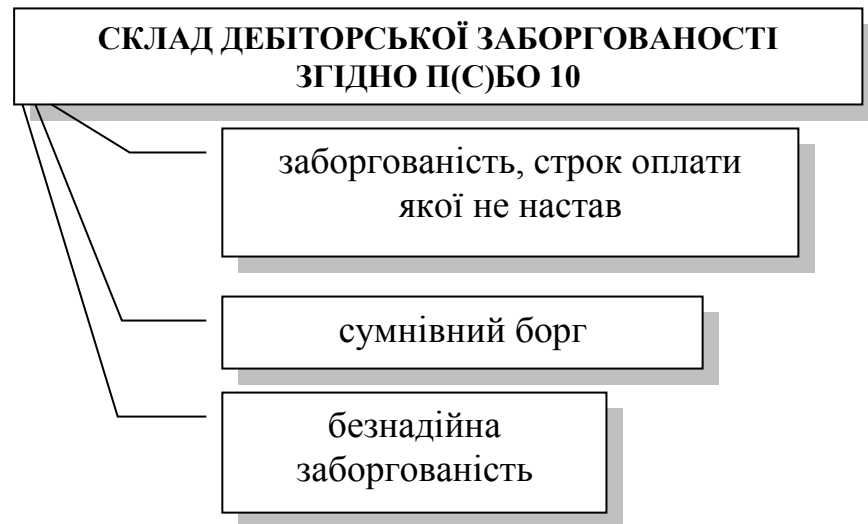 СКЛАД ДЕБІТОРСЬКОЇ ЗАБОРГОВАНОСТІ
ЗГІДНО П(С)БО 10
заборгованість, строк оплати
якої не настав
сумнівний борг
безнадійна
заборгованість